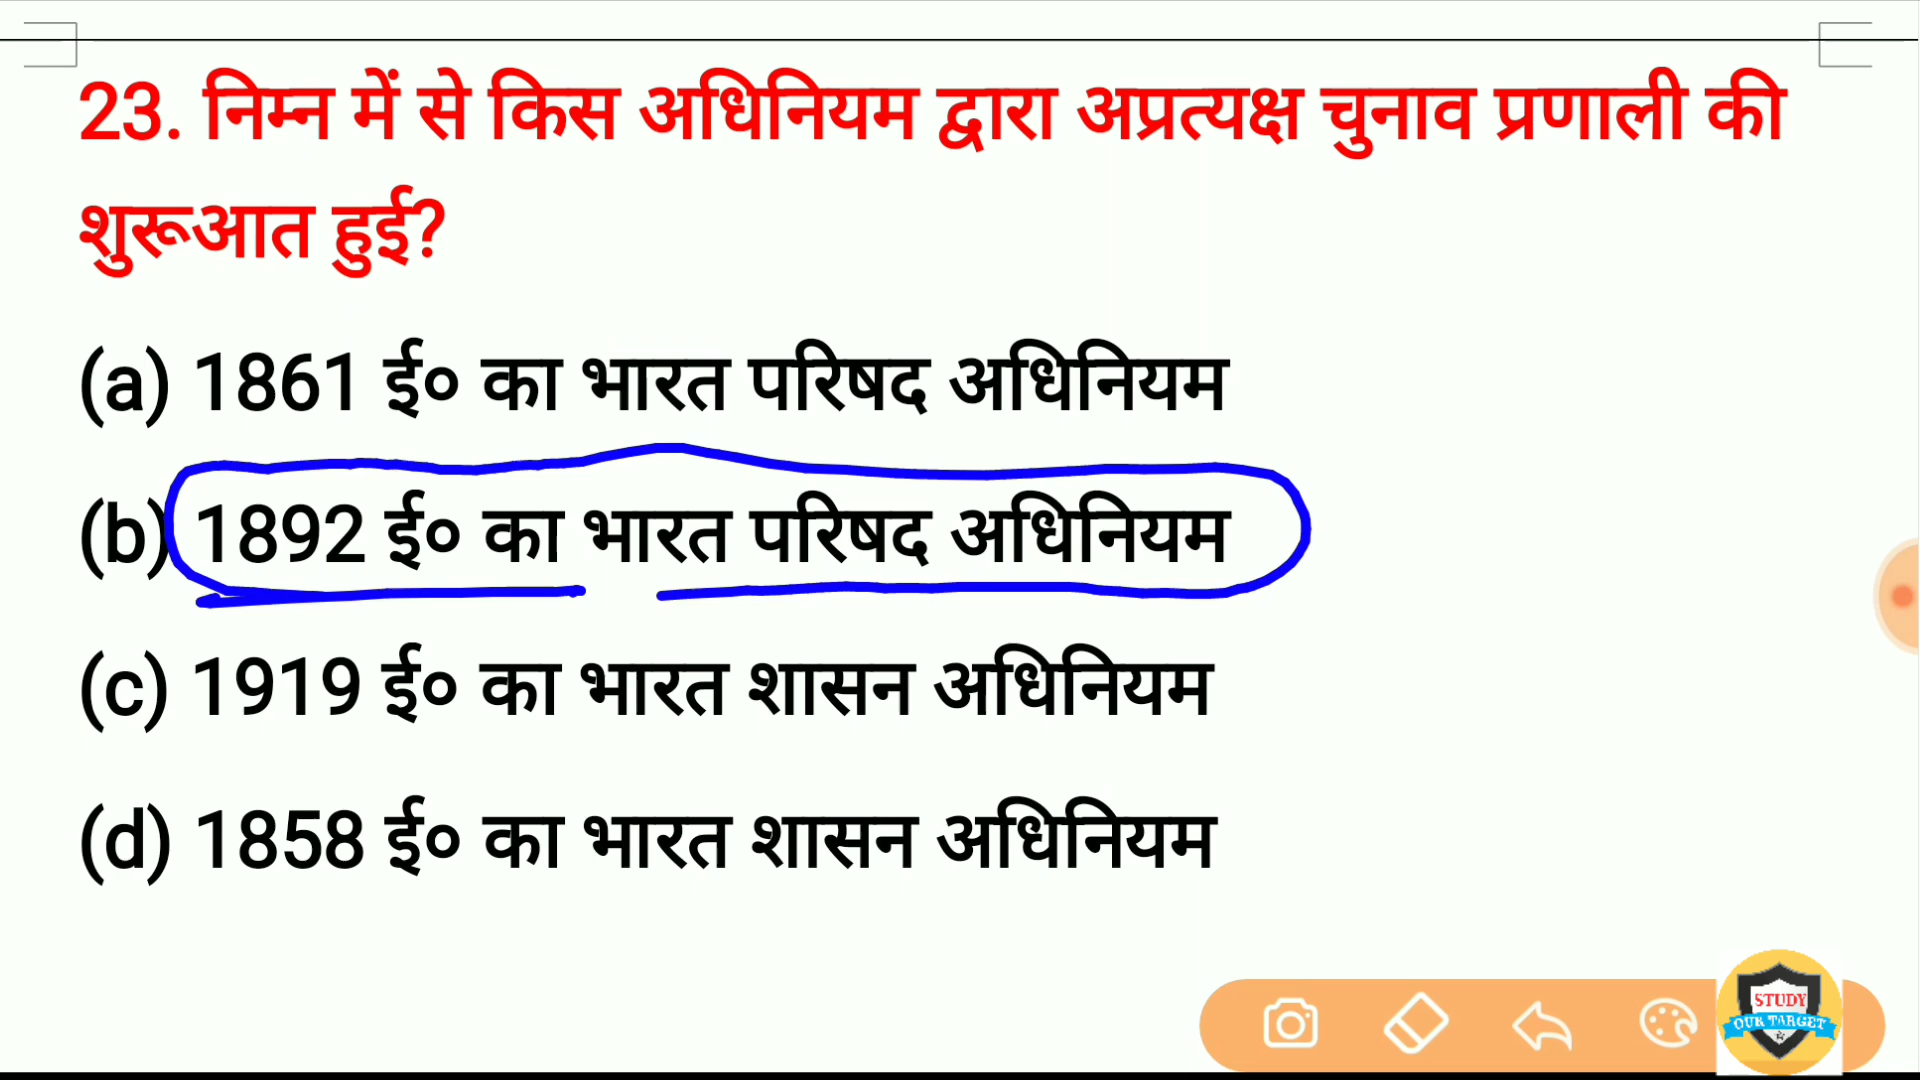 23. निम्न में से किस अधिनियम द्वारा अप्रत्यक्ष चुनाव प्रणाली की
शुरूआत हुई?
(a) 1861 ई० का भारत परिषद अधिनियम
(b) 1892 ई० का भारत परिषद अधिनियम
(c) 1919 ई० का भारत शासन अधिनियम
(d) 1858 ई० का भारत शासन अधिनियम
STUDY
OUR TARGET